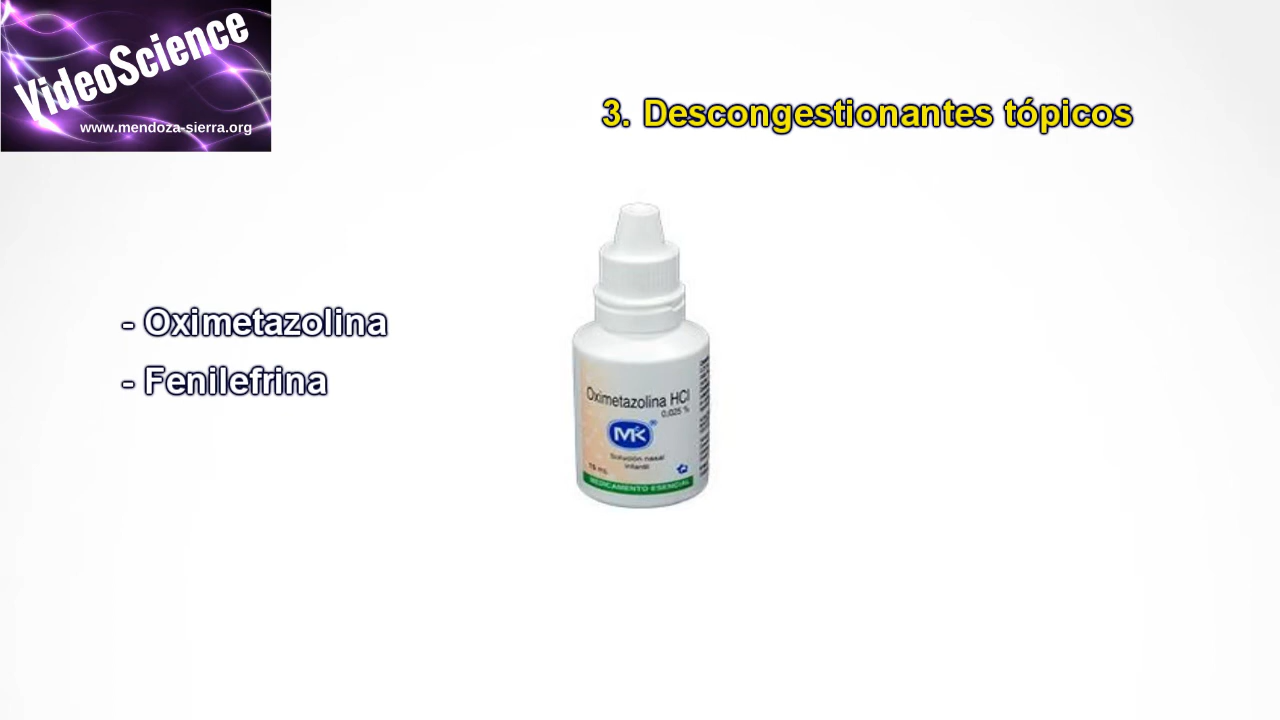 VideoScience
www.mendoza-sierra.org
3. Descongestionantes tópicos
- Oximetazolina
- Fenilefrina
Oximetazolina HCl
0,025 %
MK
Solución nasal
infantil
15 mL
MEDICAMENTO ESENCIAL